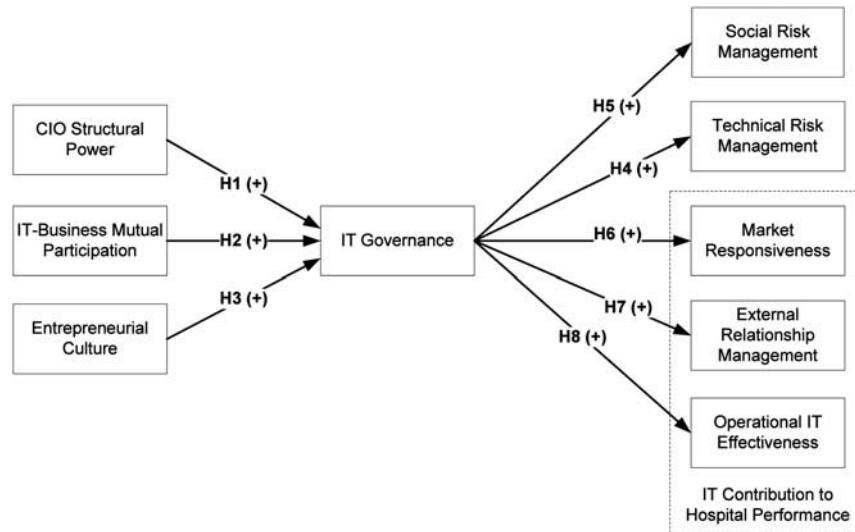 CIO Structural
Power
IT-Business Mutual
Participation
Entrepreneurial
Culture
H1 (+)
H2 (+)
H3 (+)
IT Governance
H5 (+)
H4 (+)
H6 (+)
H7 (+)
H8 (+)
Social Risk
Management
Technical Risk
Management
Market
Responsiveness
External
Relationship
Management
Operational IT
Effectiveness
IT Contribution to
Hospital Performance